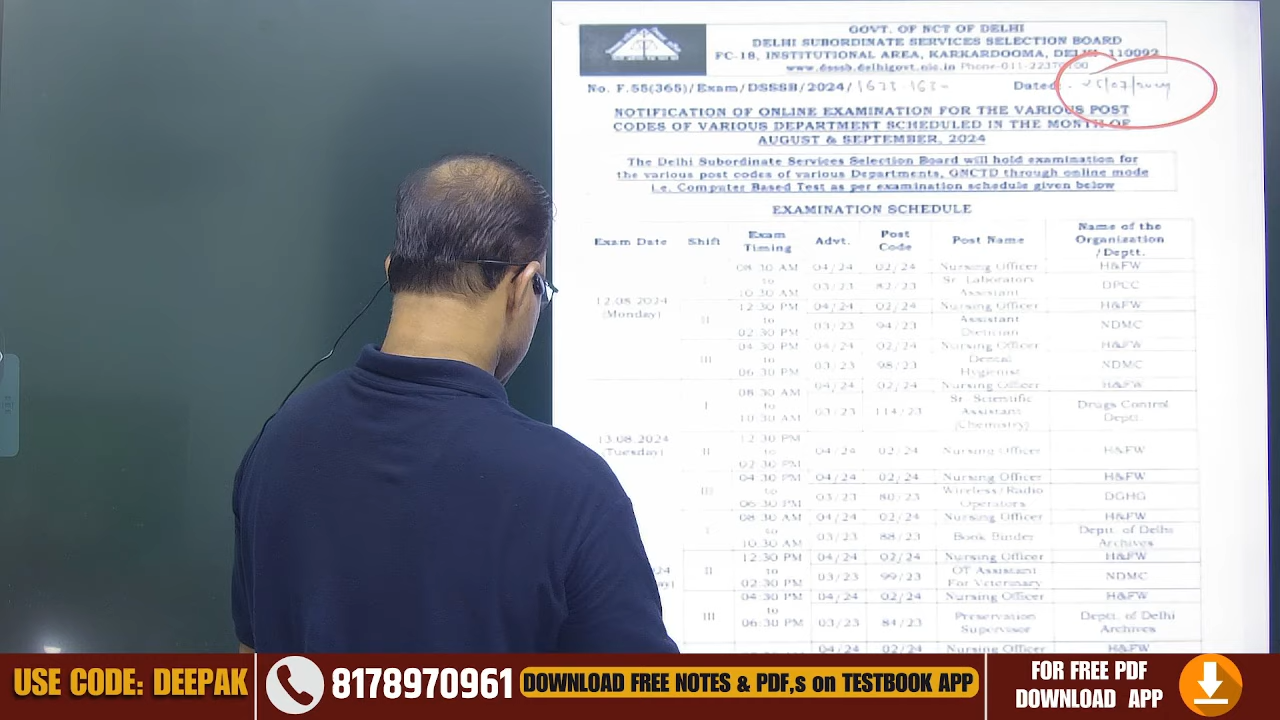 GOVT. OF NCT OF DELHI
DELHI SUBORDINATE SERVICES SELECTION BOARD
FC-18, INSTITUTIONAL AREA, KARKARDOOMA, DELHI-110092
www.dsssb.delhigovt.nic.in Phone-011-22370
No. F.55(365)/Exam/DSSSB/2024/
Dated
NOTIFICATION OF ONLINE EXAMINATION FOR THE VARIOUS POST
CODES OF VARIOUS DEPARTMENT SCHEDULED IN THE MONTH OF
AUGUST & SEPTEMBER, 2024
The Delhi Subordinate Services Selection Board will hold examination for
the various post codes of various Departments, GNCTD through online mode
i.e. Computer Based Test as per examination schedule given below
EXAMINATION SCHEDULE
Exam Date Shift Exam Timing Advt. Post Code Post Name Name of the Organization /Deptt.
12.08.2024 (Monday)
08:30 AM to 10:30 AM 04/24 02/24 Nursing Officer H&FW
03/23 82/23 Sr. Laboratory Assistant DPCC
II 12:30 PM to 02:30 PM 04/24 02/24 Nursing Officer H&FW
03/23 94/23 Assistant Dietician NDMC
III 04:30 PM to 06:30 PM 04/24 02/24 Nursing Officer H&FW
03/23 98/23 Dental Hygienist NDMC
13.08.2024 (Tuesday)
I 08:30 AM to 10:30 AM 04/24 02/24 Nursing Officer H&FW
03/23 114/23 Sr. Scientific Assistant (Chemistry) Drugs Control Deptt.
II 12:30 PM to 02:30 PM 04/24 02/24 Nursing Officer H&FW
III 04:30 PM to 06:30 PM 04/24 02/24 Nursing Officer H&FW
03/23 80/23 Wireless/Radio Operators DGHG
I 08:30 AM to 10:30 AM 04/24 02/24 Nursing Officer H&FW
03/23 88/23 Book Binder Deptt. of Delhi Archives
II 12:30 PM to 02:30 PM 04/24 02/24 Nursing Officer H&FW
03/23 99/23 OT Assistant For Veterinary NDMC
III 04:30 PM to 06:30 PM 04/24 02/24 Nursing Officer H&FW
03/23 84/23 Preservation Supervisor Deptt. of Delhi Archives
04/24 02/24 Nursing Officer H&FW
USE CODE: DEEPAK
8178970961
DOWNLOAD FREE NOTES & PDF,s on TESTBOOK APP
FOR FREE PDF
DOWNLOAD APP